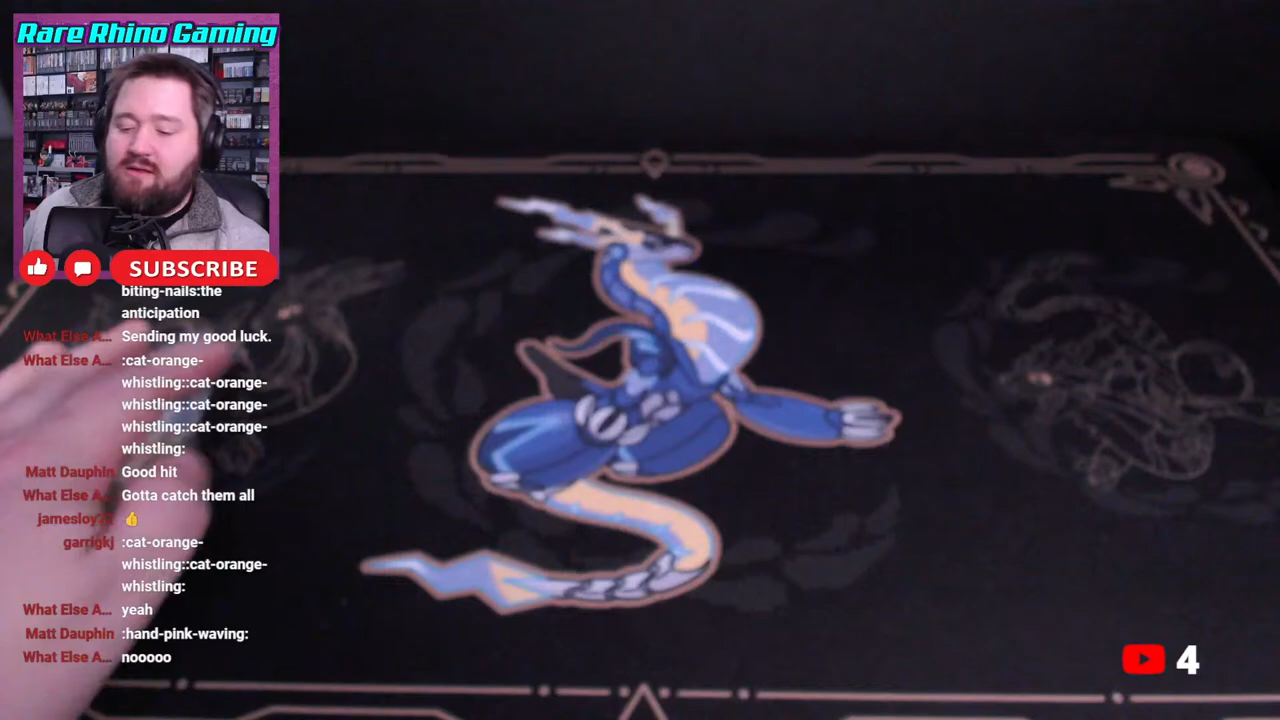 Rare Rhino Gaming
SUBSCRIBE
biting-nails:the
anticipation
What Else A... Sending my good luck.
What Else A... :cat-orange-
whistling::cat-orange-
whistling::cat-orange-
whistling::cat-orange-
whistling:
Matt Dauphin Good hit
What Else A... Gotta catch them all
👍
garrigkj :cat-orange-
whistling::cat-orange-
whistling:
What Else A... yeah
Matt Dauphin :hand-pink-waving:
What Else A... nooooo
4